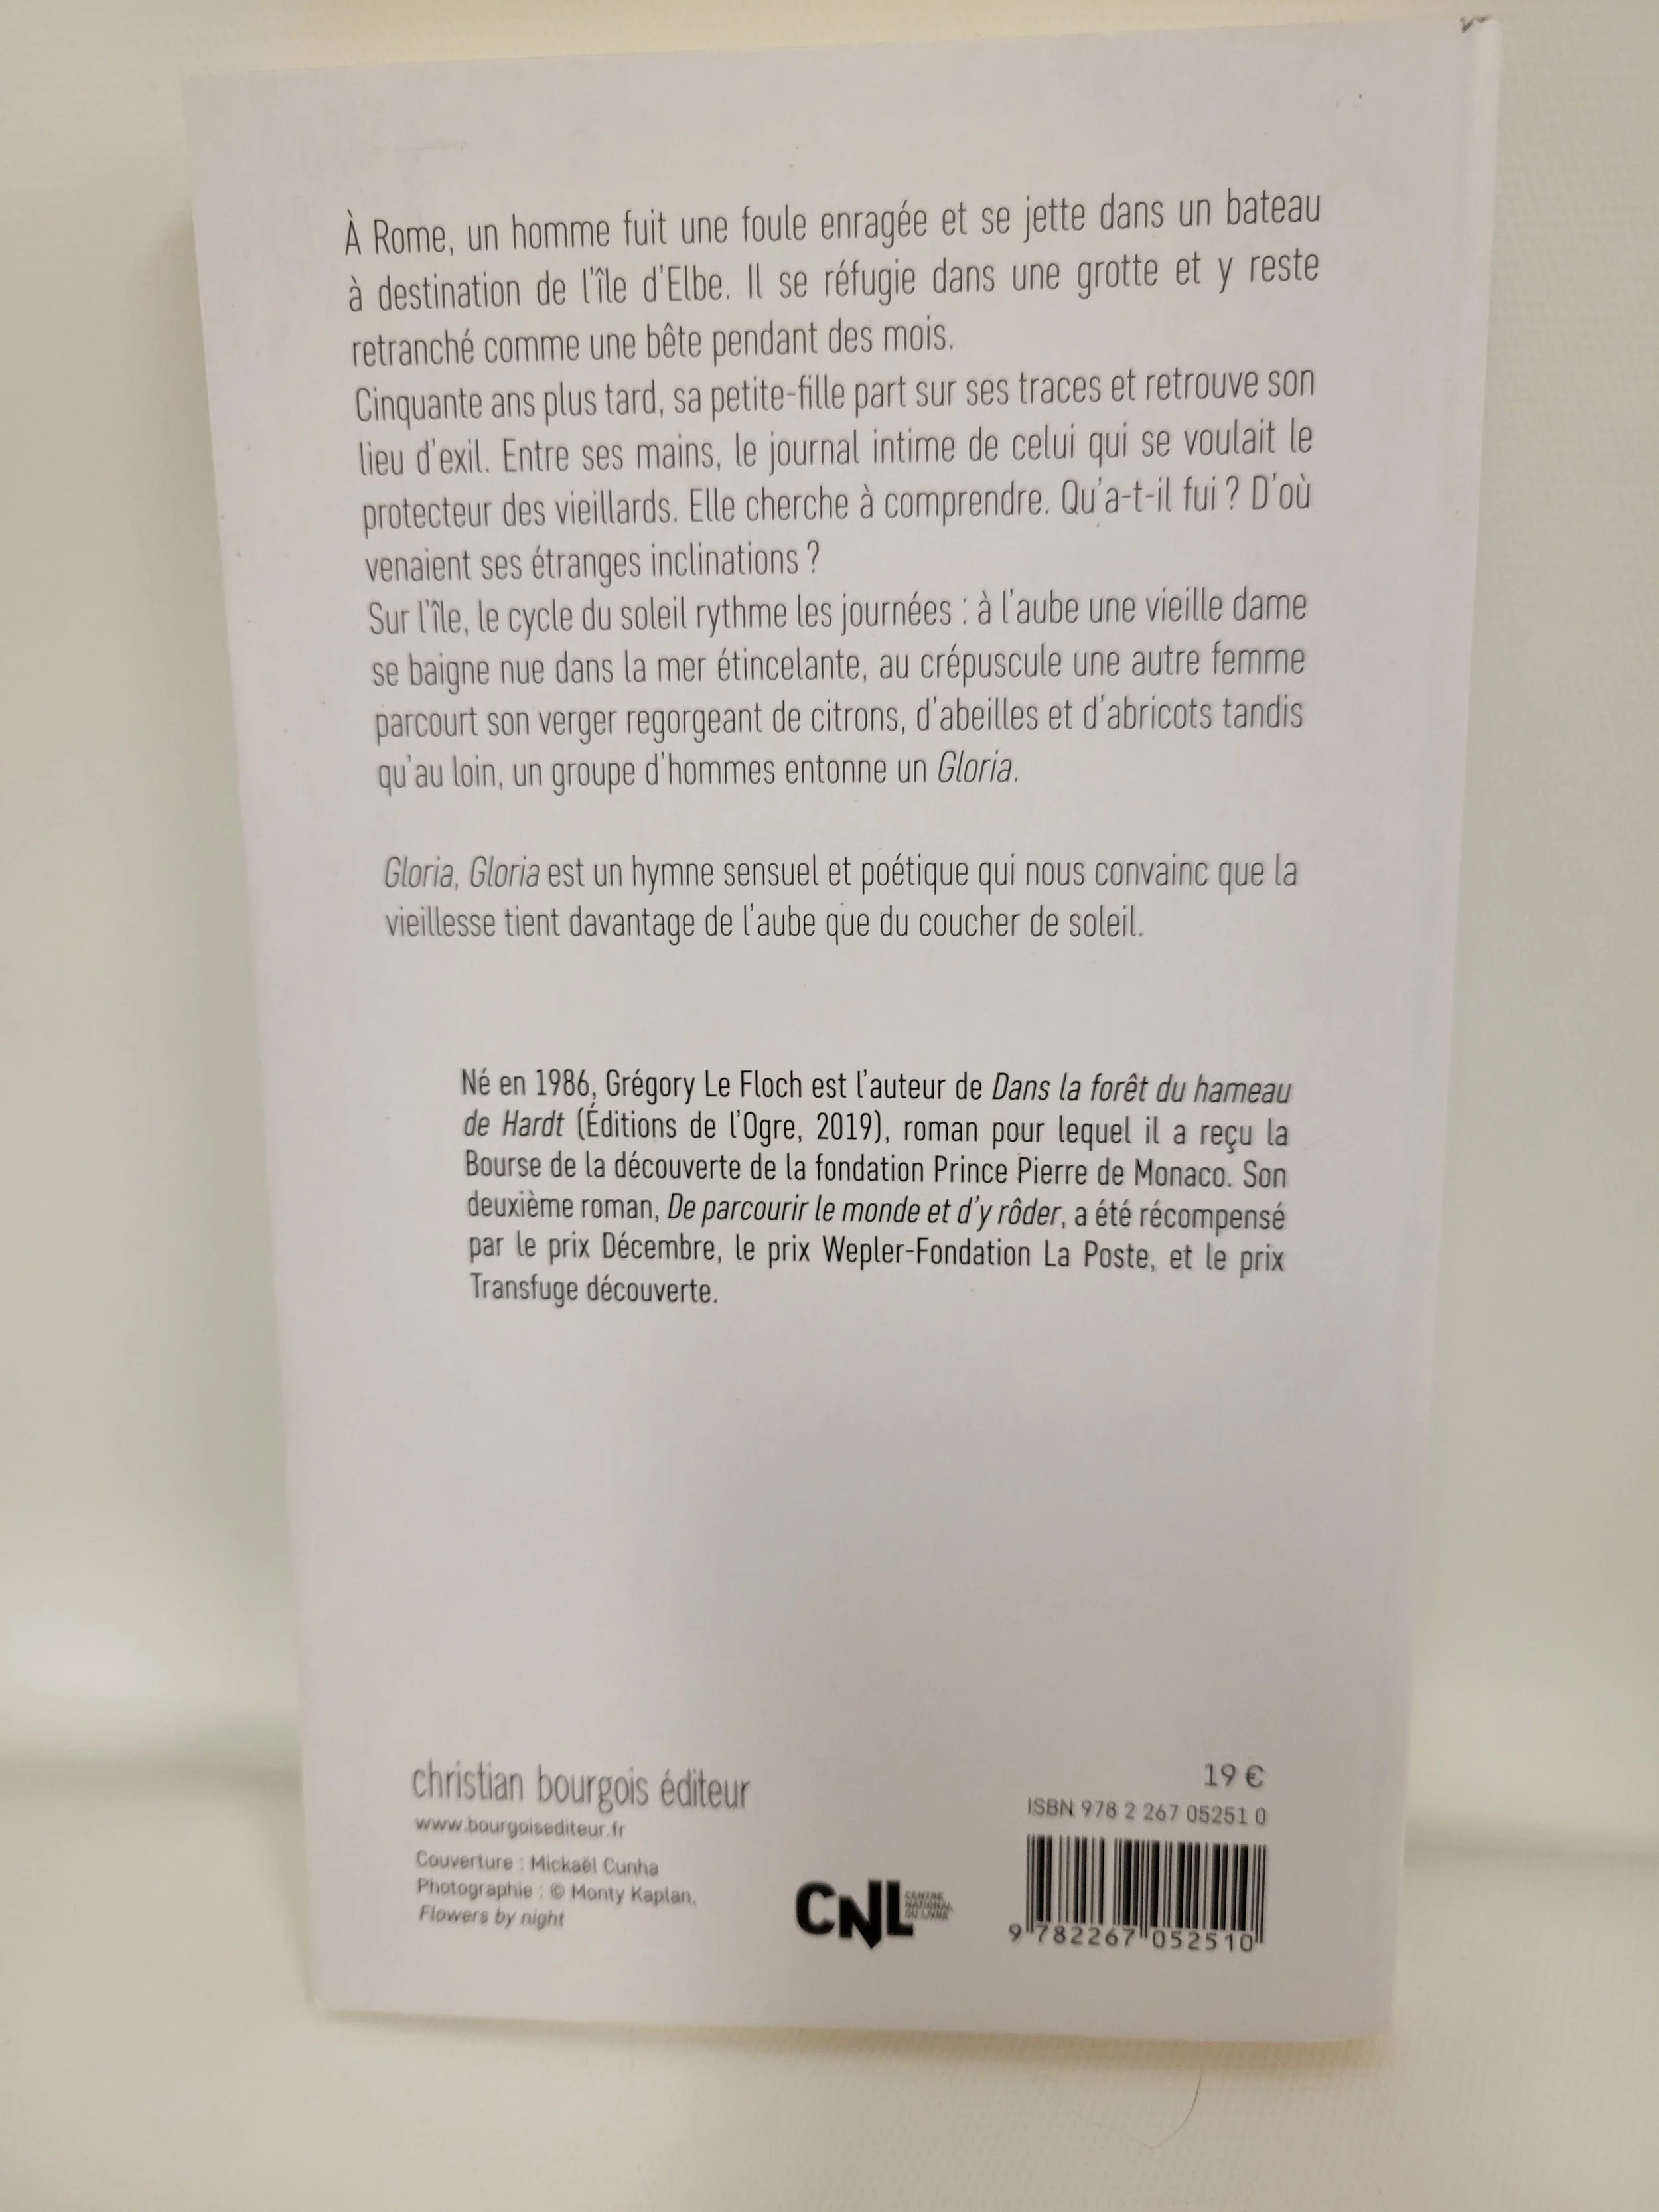 À Rome, un homme fuit une foule enragée et se jette dans un bateau
à destination de l'île d'Elbe. Il se réfugie dans une grotte et y reste
retranché comme une bête pendant des mois.
Cinquante ans plus tard, sa petite-fille part sur ses traces et retrouve son
lieu d'exil. Entre ses mains, le journal intime de celui qui se voulait le
protecteur des vieillards. Elle cherche à comprendre. Qu'a-t-il fui ? D'où
venaient ses étranges inclinations ?
Sur l'île, le cycle du soleil rythme les journées : à l'aube une vieille dame
se baigne nue dans la mer étincelante, au crépuscule une autre femme
parcourt son verger regorgeant de citrons, d'abeilles et d'abricots tandis
qu'au loin, un groupe d'hommes entonne un Gloria.
Gloria, Gloria est un hymne sensuel et poétique qui nous convainc que la
vieillesse tient davantage de l'aube que du coucher de soleil.
Né en 1986, Grégory Le Floch est l'auteur de Dans la forêt du hameau
de Hardt (Éditions de l'Ogre, 2019), roman pour lequel il a reçu la
Bourse de la découverte de la fondation Prince Pierre de Monaco. Son
deuxième roman, De parcourir le monde et d'y rôder, a été récompensé
par le prix Décembre, le prix Wepler-Fondation La Poste, et le prix
Transfuge découverte.
christian bourgois éditeur
www.bourgoisediteur.fr
Couverture : Mickaël Cunha
Photographie : © Monty Kaplan,
Flowers by night
CNL
CENTRE
NATIONAL
DU LIVRE
19 €
ISBN 978 2 267 05251 0
9 782267 052510